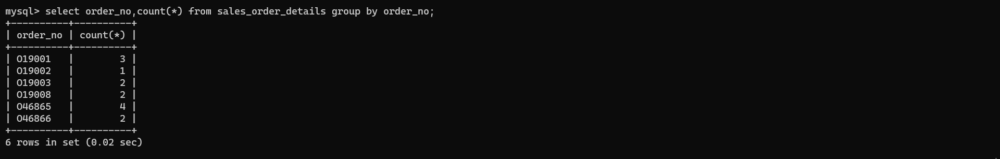 mysql> select order_no,count(*) from sales_order_details group by order_no;
+----------+----------+
| order_no | count(*) |
+----------+----------+
| O19001   |        3 |
| O19002   |        1 |
| O19003   |        2 |
| O19008   |        2 |
| O46865   |        4 |
| O46866   |        2 |
+----------+----------+
6 rows in set (0.02 sec)